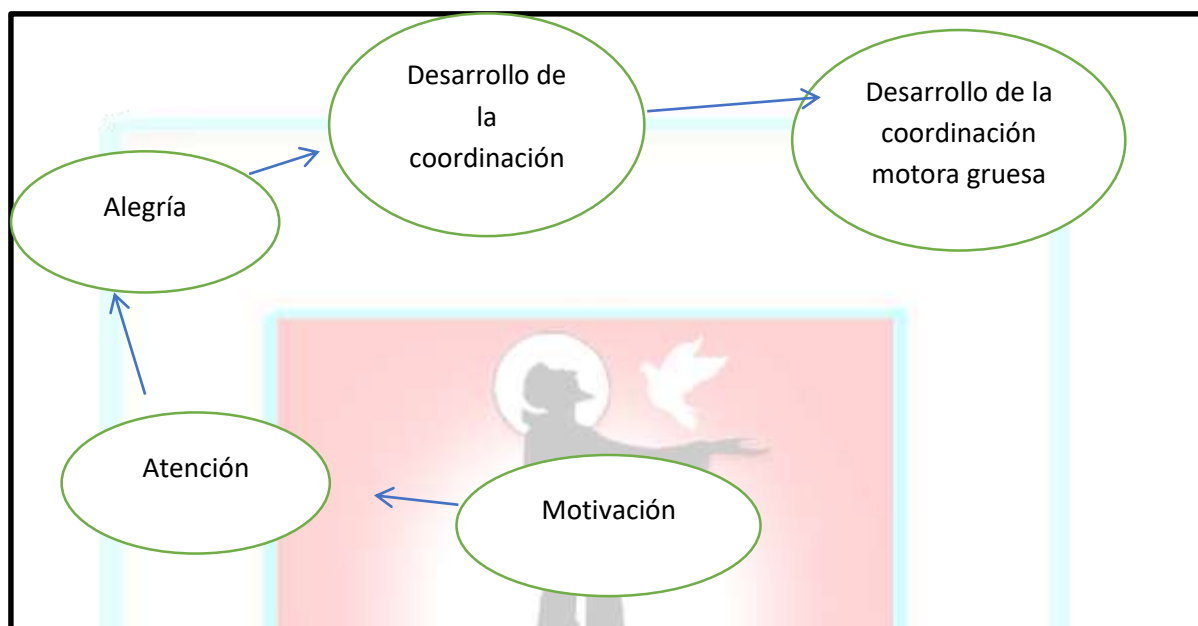 Desarrollo de
la
coordinación
Desarrollo de la
coordinación
motora gruesa
Alegría
Atención
Motivación